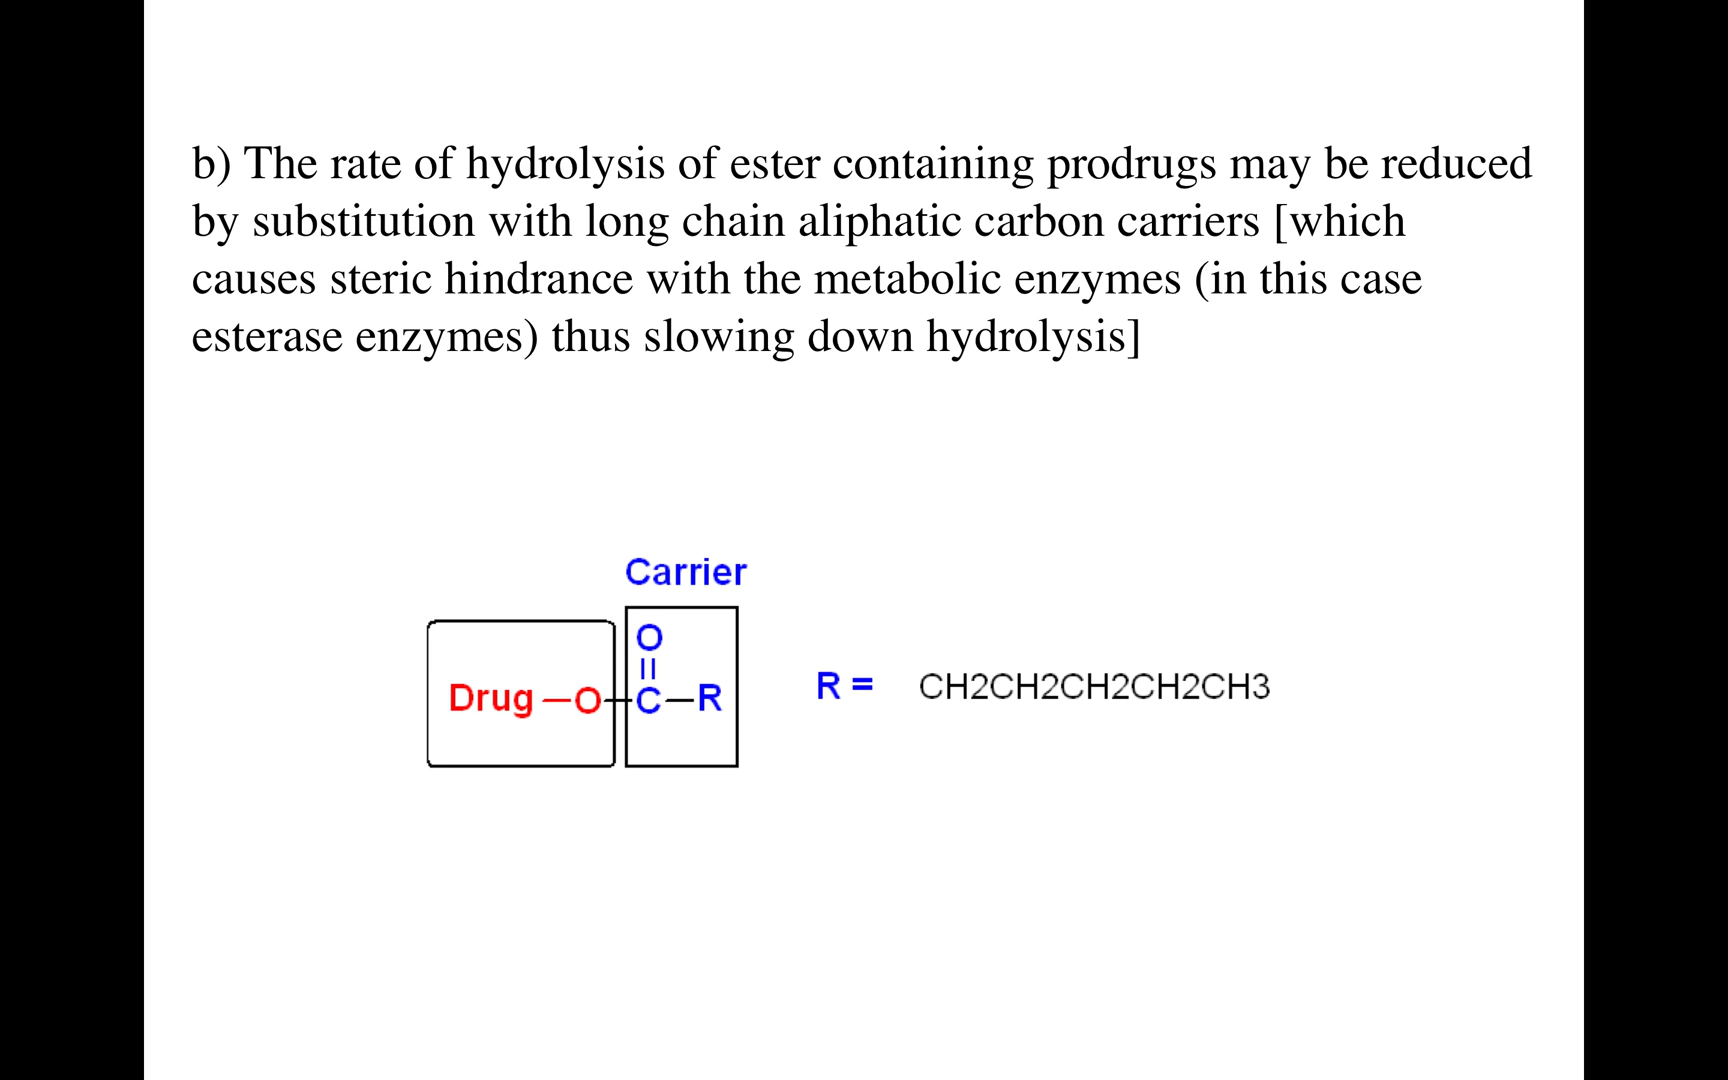 b) The rate of hydrolysis of ester containing prodrugs may be reduced
by substitution with long chain aliphatic carbon carriers [which
causes steric hindrance with the metabolic enzymes (in this case
esterase enzymes) thus slowing down hydrolysis]
Carrier
O
Drug —O—C—R
R = CH2CH2CH2CH2CH3